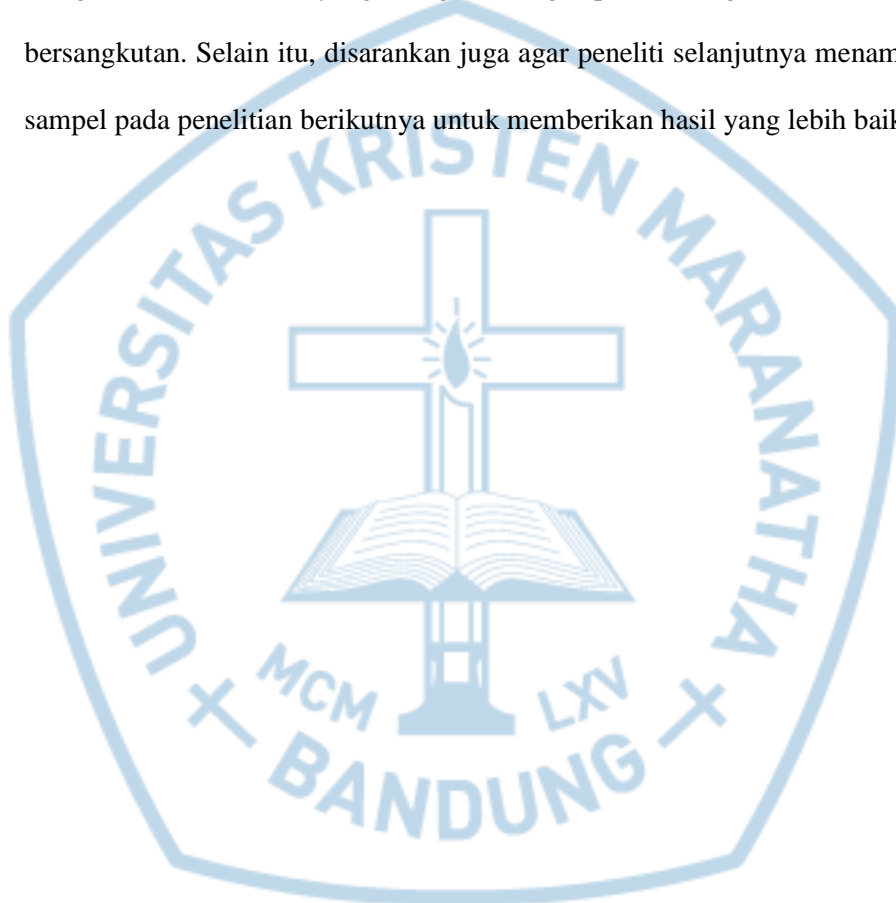 bersangkutan. Selain itu, disarankan juga agar peneliti selanjutnya menam
sampel pada penelitian berikutnya untuk memberikan hasil yang lebih baik
UNIVERSITAS KRISTEN MARANATHA
MCM LXV
BANDUNG